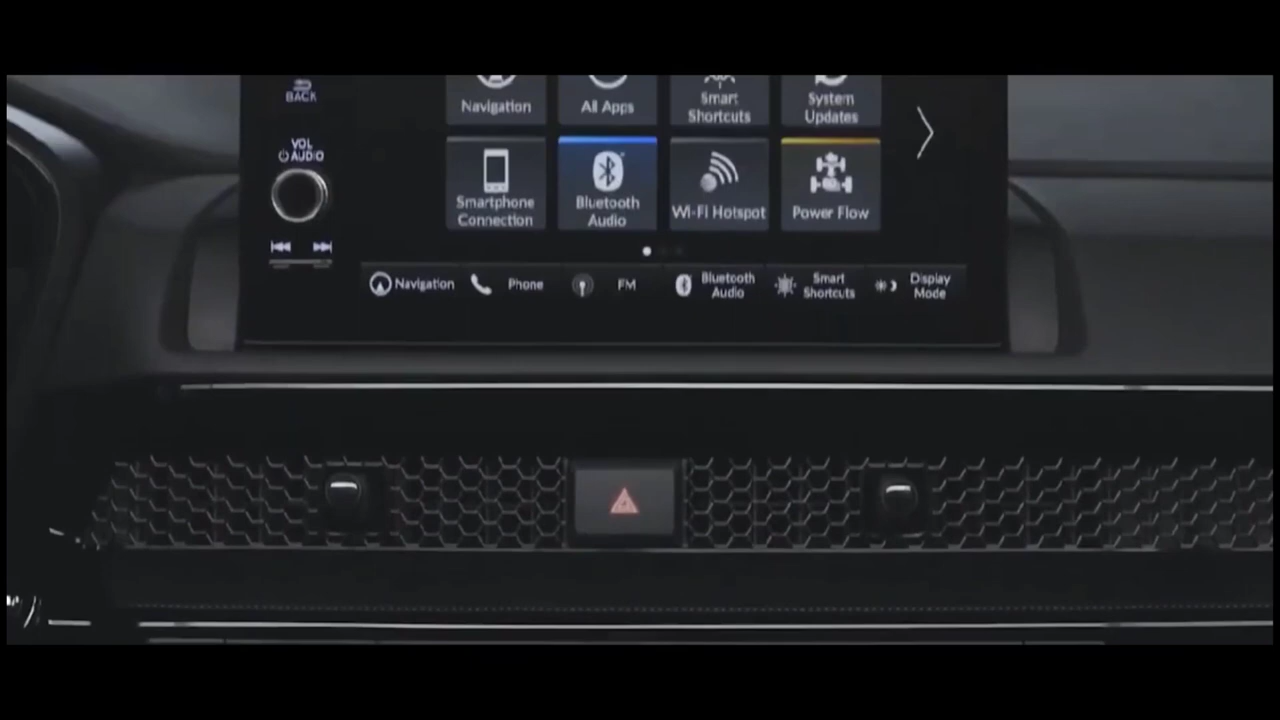 BACK
VOL
AUDIO
Navigation
All Apps
Smart
Shortcuts
System
Updates
Smartphone
Connection
Bluetooth
Audio
Wi-Fi Hotspot
Power Flow
Navigation
Phone
FM
Bluetooth
Audio
Smart
Shortcuts
Display
Mode